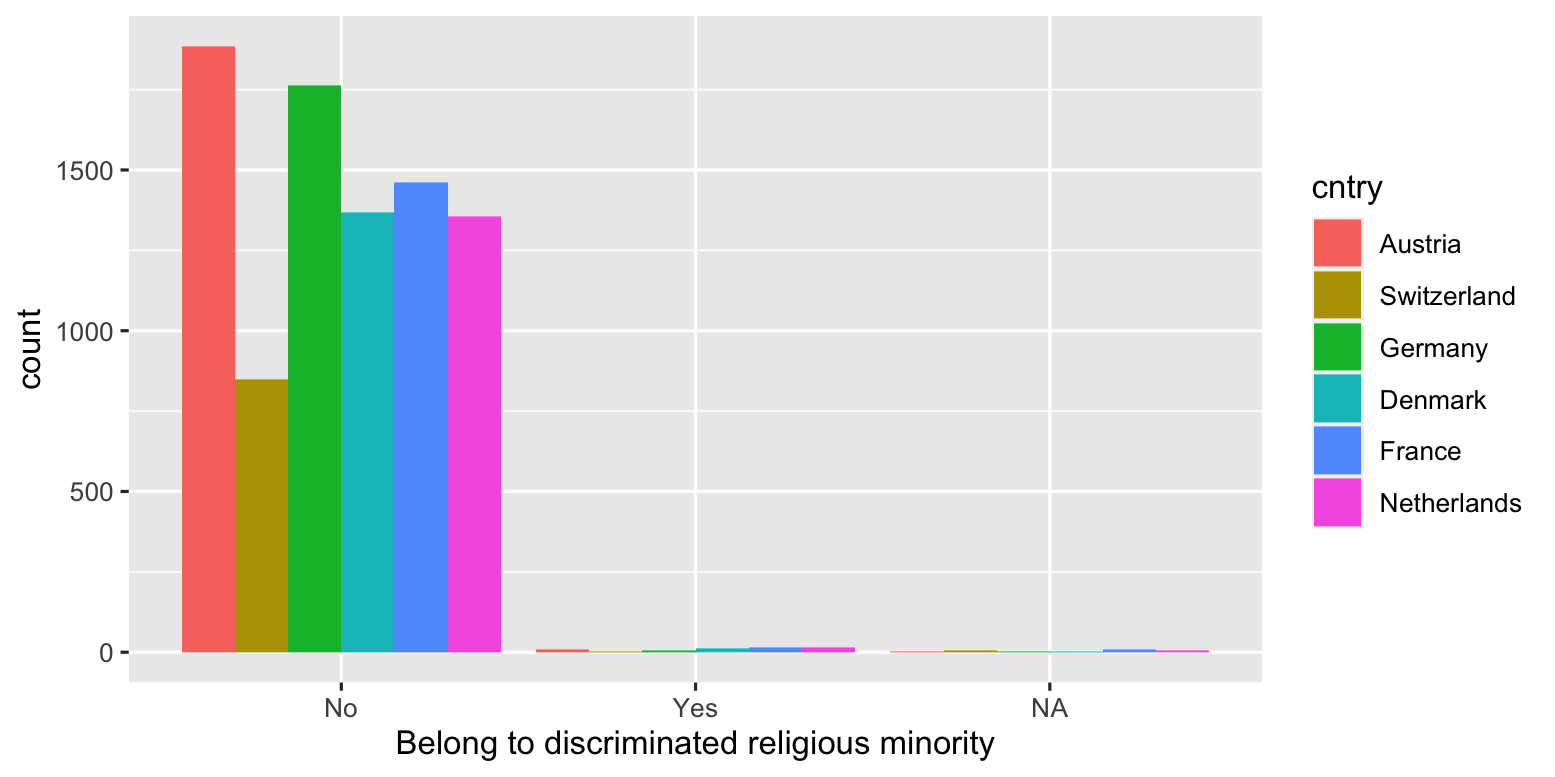 count
1500
1000
500
0
No Yes NA
Belong to discriminated religious minority
cntry
Austria
Switzerland
Germany
Denmark
France
Netherlands